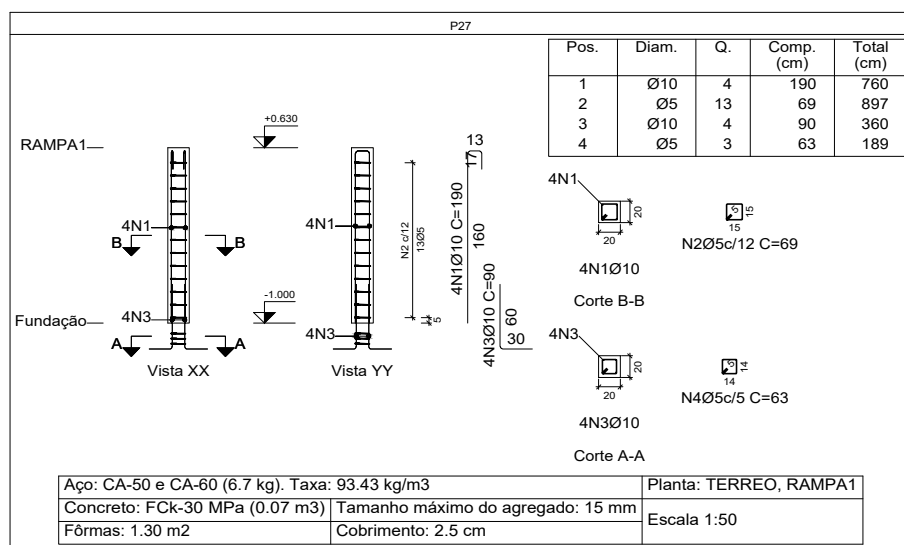 P27
Pos. Diam. Q. Comp. (cm) Total (cm)
1 Ø10 4 190 760
2 Ø5 13 69 897
3 Ø10 4 90 360
4 Ø5 3 63 189
RAMPA1
+0.630
4N1
B B
Fundação
4N3
-1.000
A A
Vista XX
4N1
N2 c/12
13Ø5
4N3
5
Vista YY
13
17
4N1Ø10 C=190
160
4N3Ø10 C=90
60
30
4N1
20
20
4N1Ø10
Corte B-B
5
15
15
N2Ø5c/12 C=69
4N3
20
20
4N3Ø10
Corte A-A
5
14
14
N4Ø5c/5 C=63
Aço: CA-50 e CA-60 (6.7 kg). Taxa: 93.43 kg/m3
Planta: TERREO, RAMPA1
Concreto: FCk-30 MPa (0.07 m3)
Tamanho máximo do agregado: 15 mm
Escala 1:50
Fôrmas: 1.30 m2
Cobrimento: 2.5 cm